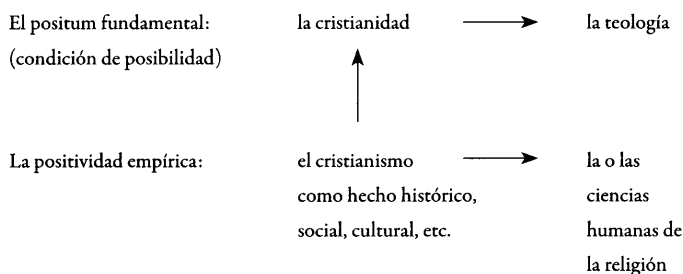 El positum fundamental: la cristianidad la teología
(condición de posibilidad)
La positividad empírica: el cristianismo la o las
como hecho histórico, ciencias
social, cultural, etc. humanas de
la religión